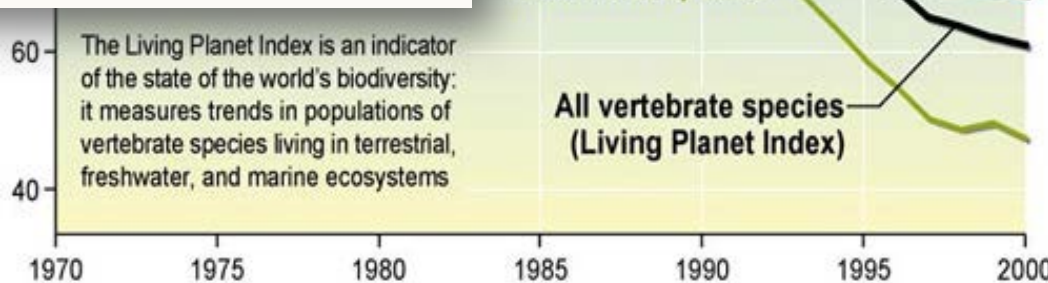 60
The Living Planet Index is an indicator
of the state of the world's biodiversity:
it measures trends in populations of
vertebrate species living in terrestrial,
freshwater, and marine ecosystems
All vertebrate species
(Living Planet Index)
40
1970 1975 1980 1985 1990 1995 2000